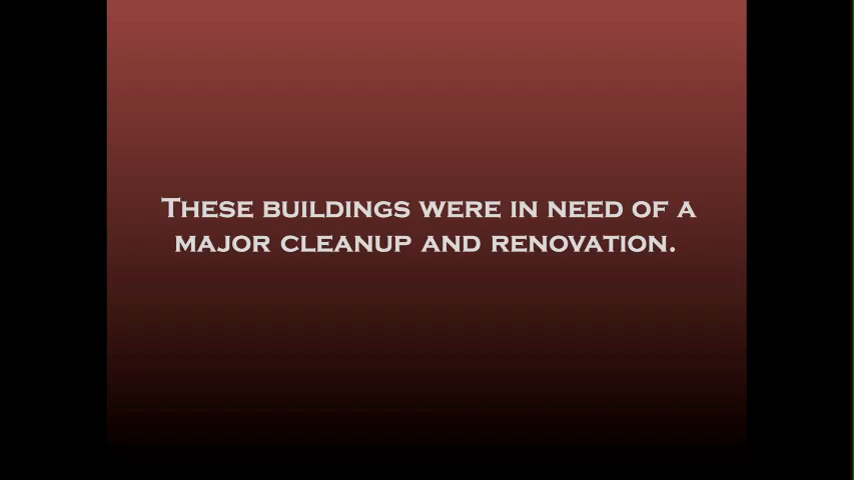 These buildings were in need of a
major cleanup and renovation.